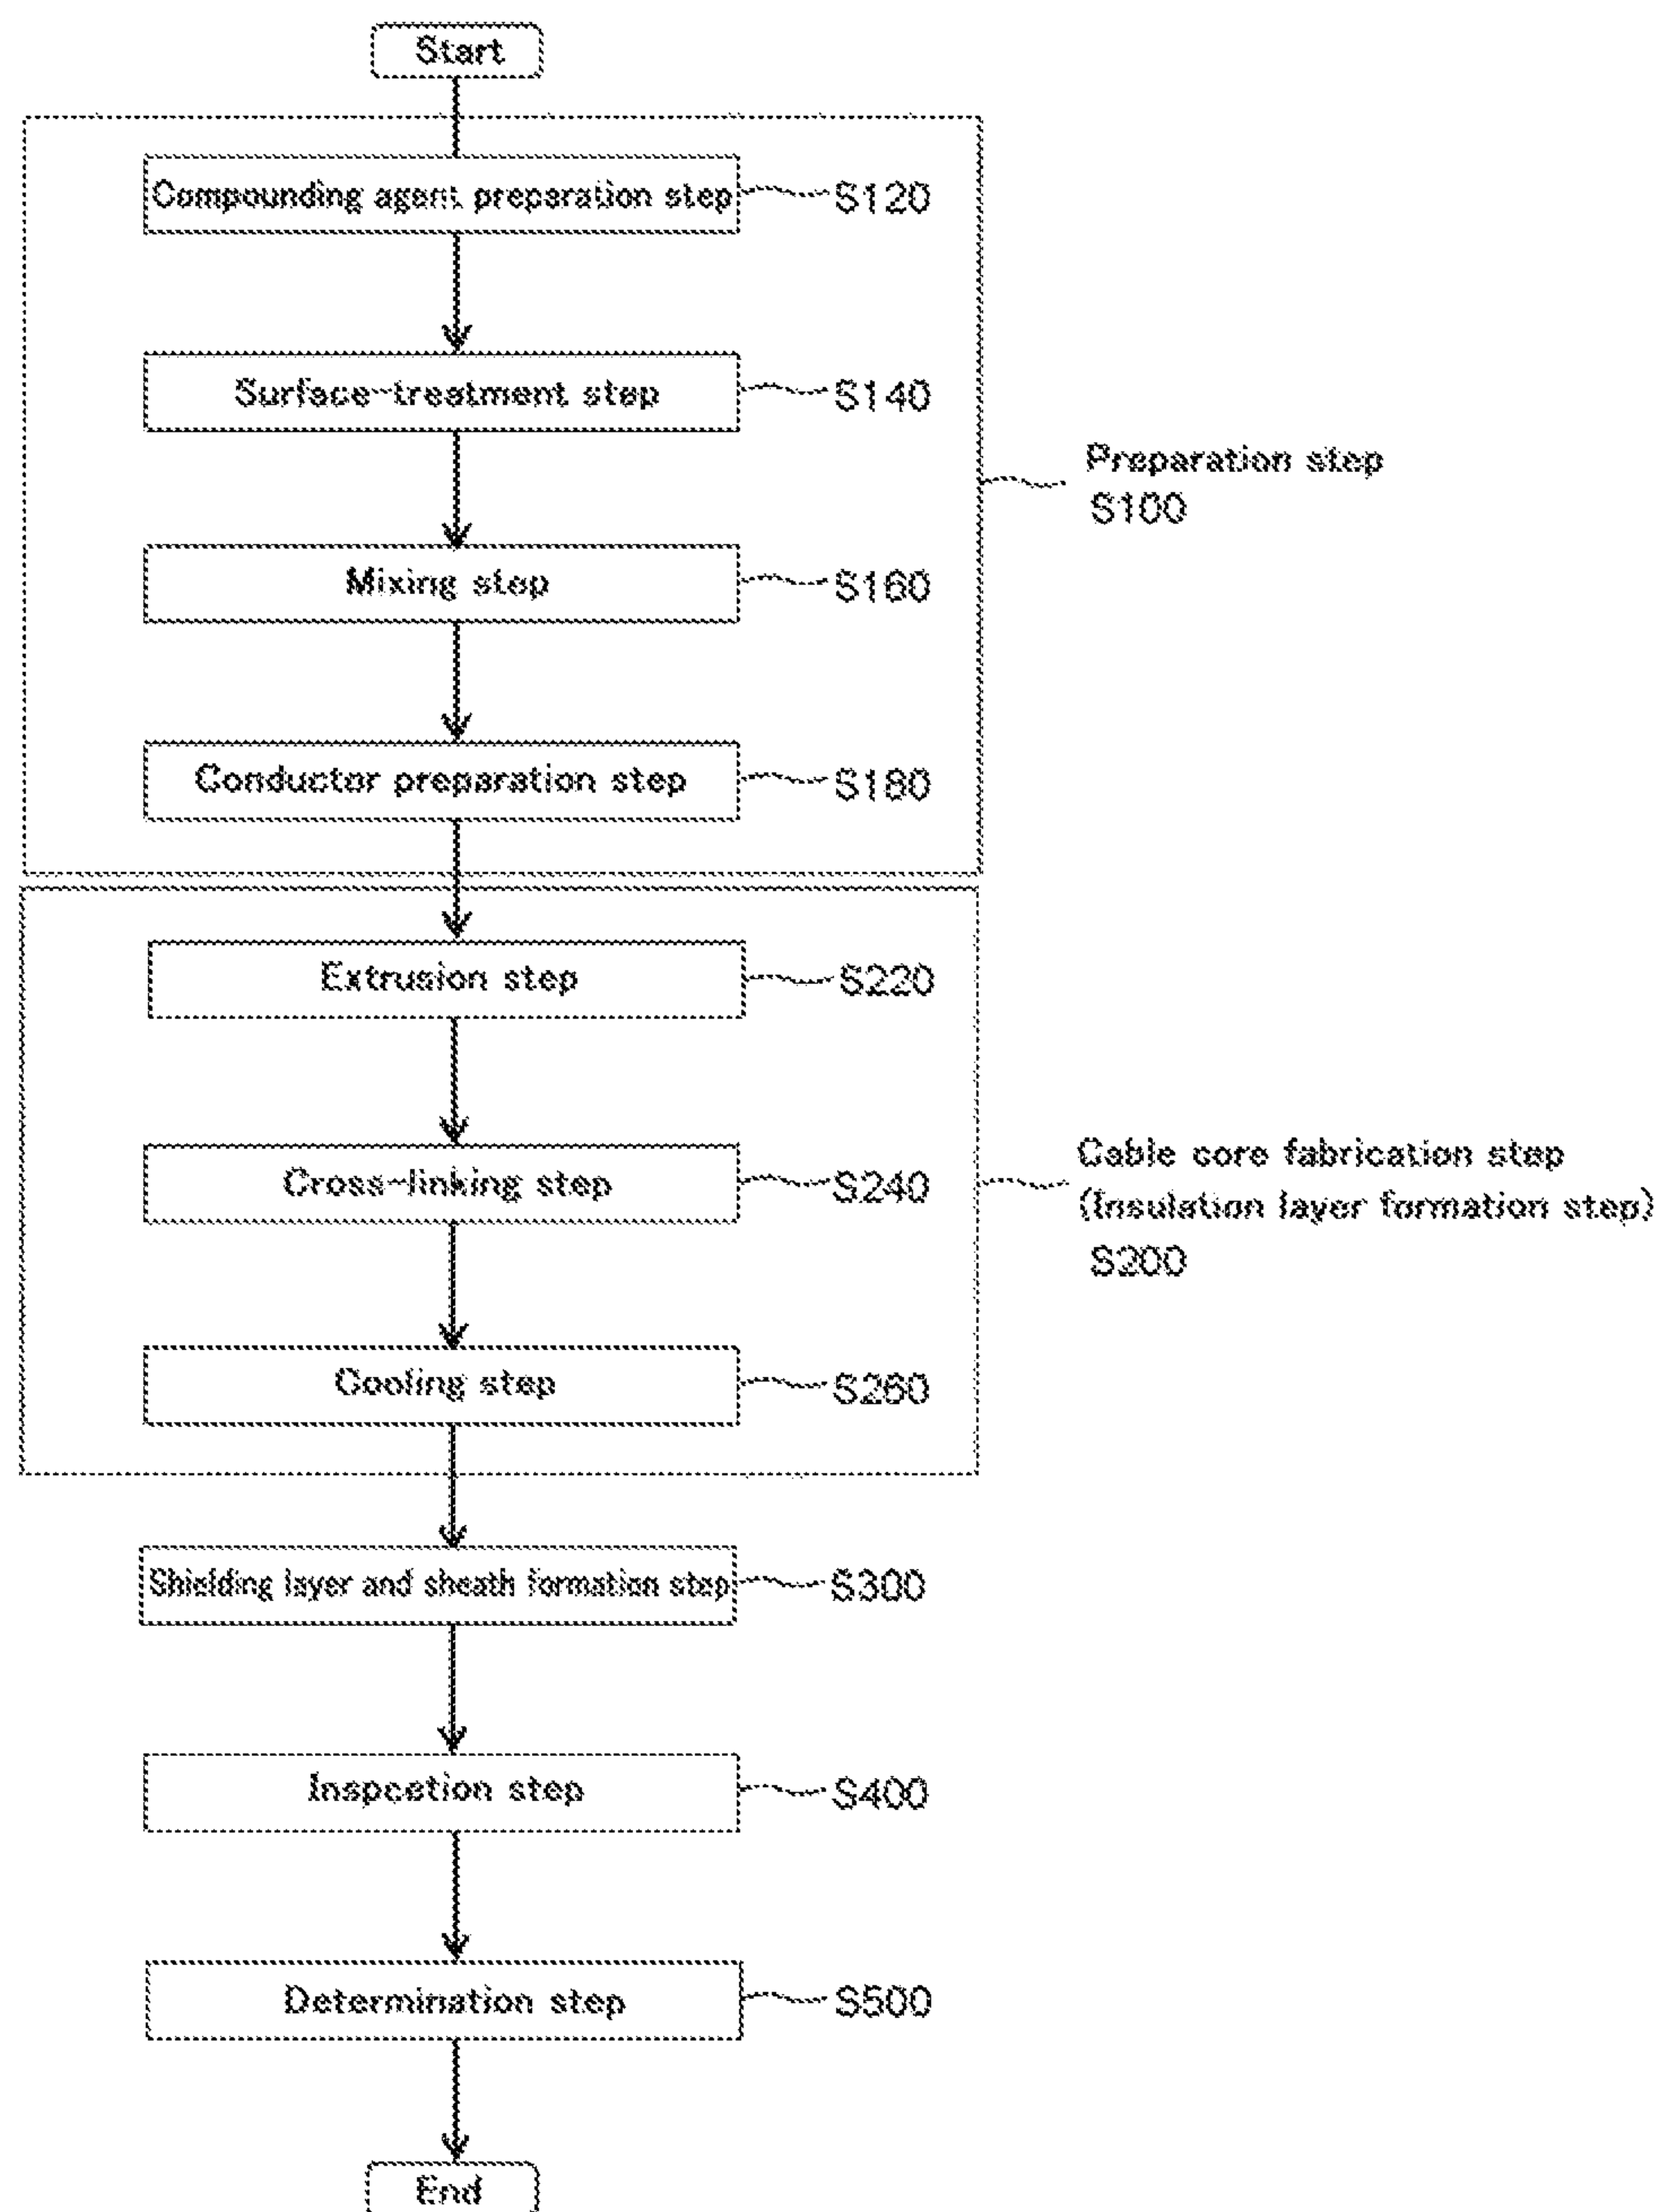 Start
Compounding agent preparation step
S120
Surface-treatment step
S140
Preparation step
S100
Mixing step
S160
Conductor preparation step
S180
Extrusion step
S220
Cable core fabrication step
(Insulation layer formation step)
S200
Cross-linking step
S240
Cooling step
S260
Shielding layer and sheath formation step
S300
Inspcetion step
S400
Determination step
S500
End